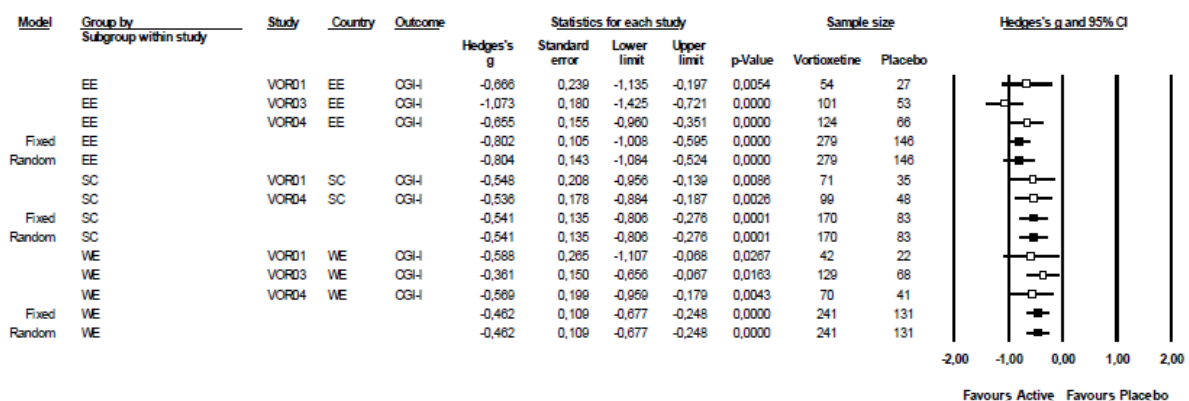 Model Group by Study Country Outcome Statistics for each study Sample size Hedges's g and 95% CI
Subgroup within study
Hedges's Standard Lower Upper
g error limit limit p-Value Vortioxetine Placebo
EE VOR01 EE CGI-I -0,666 0,239 -1,135 -0,197 0,0054 54 27
EE VOR03 EE CGI-I -1,073 0,180 -1,425 -0,721 0,0000 101 53
EE VOR04 EE CGI-I -0,655 0,155 -0,960 -0,351 0,0000 124 66
Fixed EE -0,802 0,105 -1,008 -0,595 0,0000 279 146
Random EE -0,804 0,143 -1,084 -0,524 0,0000 279 146
SC VOR01 SC CGI-I -0,548 0,208 -0,956 -0,139 0,0086 71 35
SC VOR04 SC CGI-I -0,536 0,178 -0,884 -0,187 0,0026 99 48
Fixed SC -0,541 0,135 -0,806 -0,276 0,0001 170 83
Random SC -0,541 0,135 -0,806 -0,276 0,0001 170 83
WE VOR01 WE CGI-I -0,588 0,265 -1,107 -0,068 0,0267 42 22
WE VOR03 WE CGI-I -0,361 0,150 -0,656 -0,067 0,0163 129 68
WE VOR04 WE CGI-I -0,569 0,199 -0,959 -0,179 0,0043 70 41
Fixed WE -0,462 0,109 -0,677 -0,248 0,0000 241 131
Random WE -0,462 0,109 -0,677 -0,248 0,0000 241 131
-2,00 -1,00 0,00 1,00 2,00
Favours Active Favours Placebo